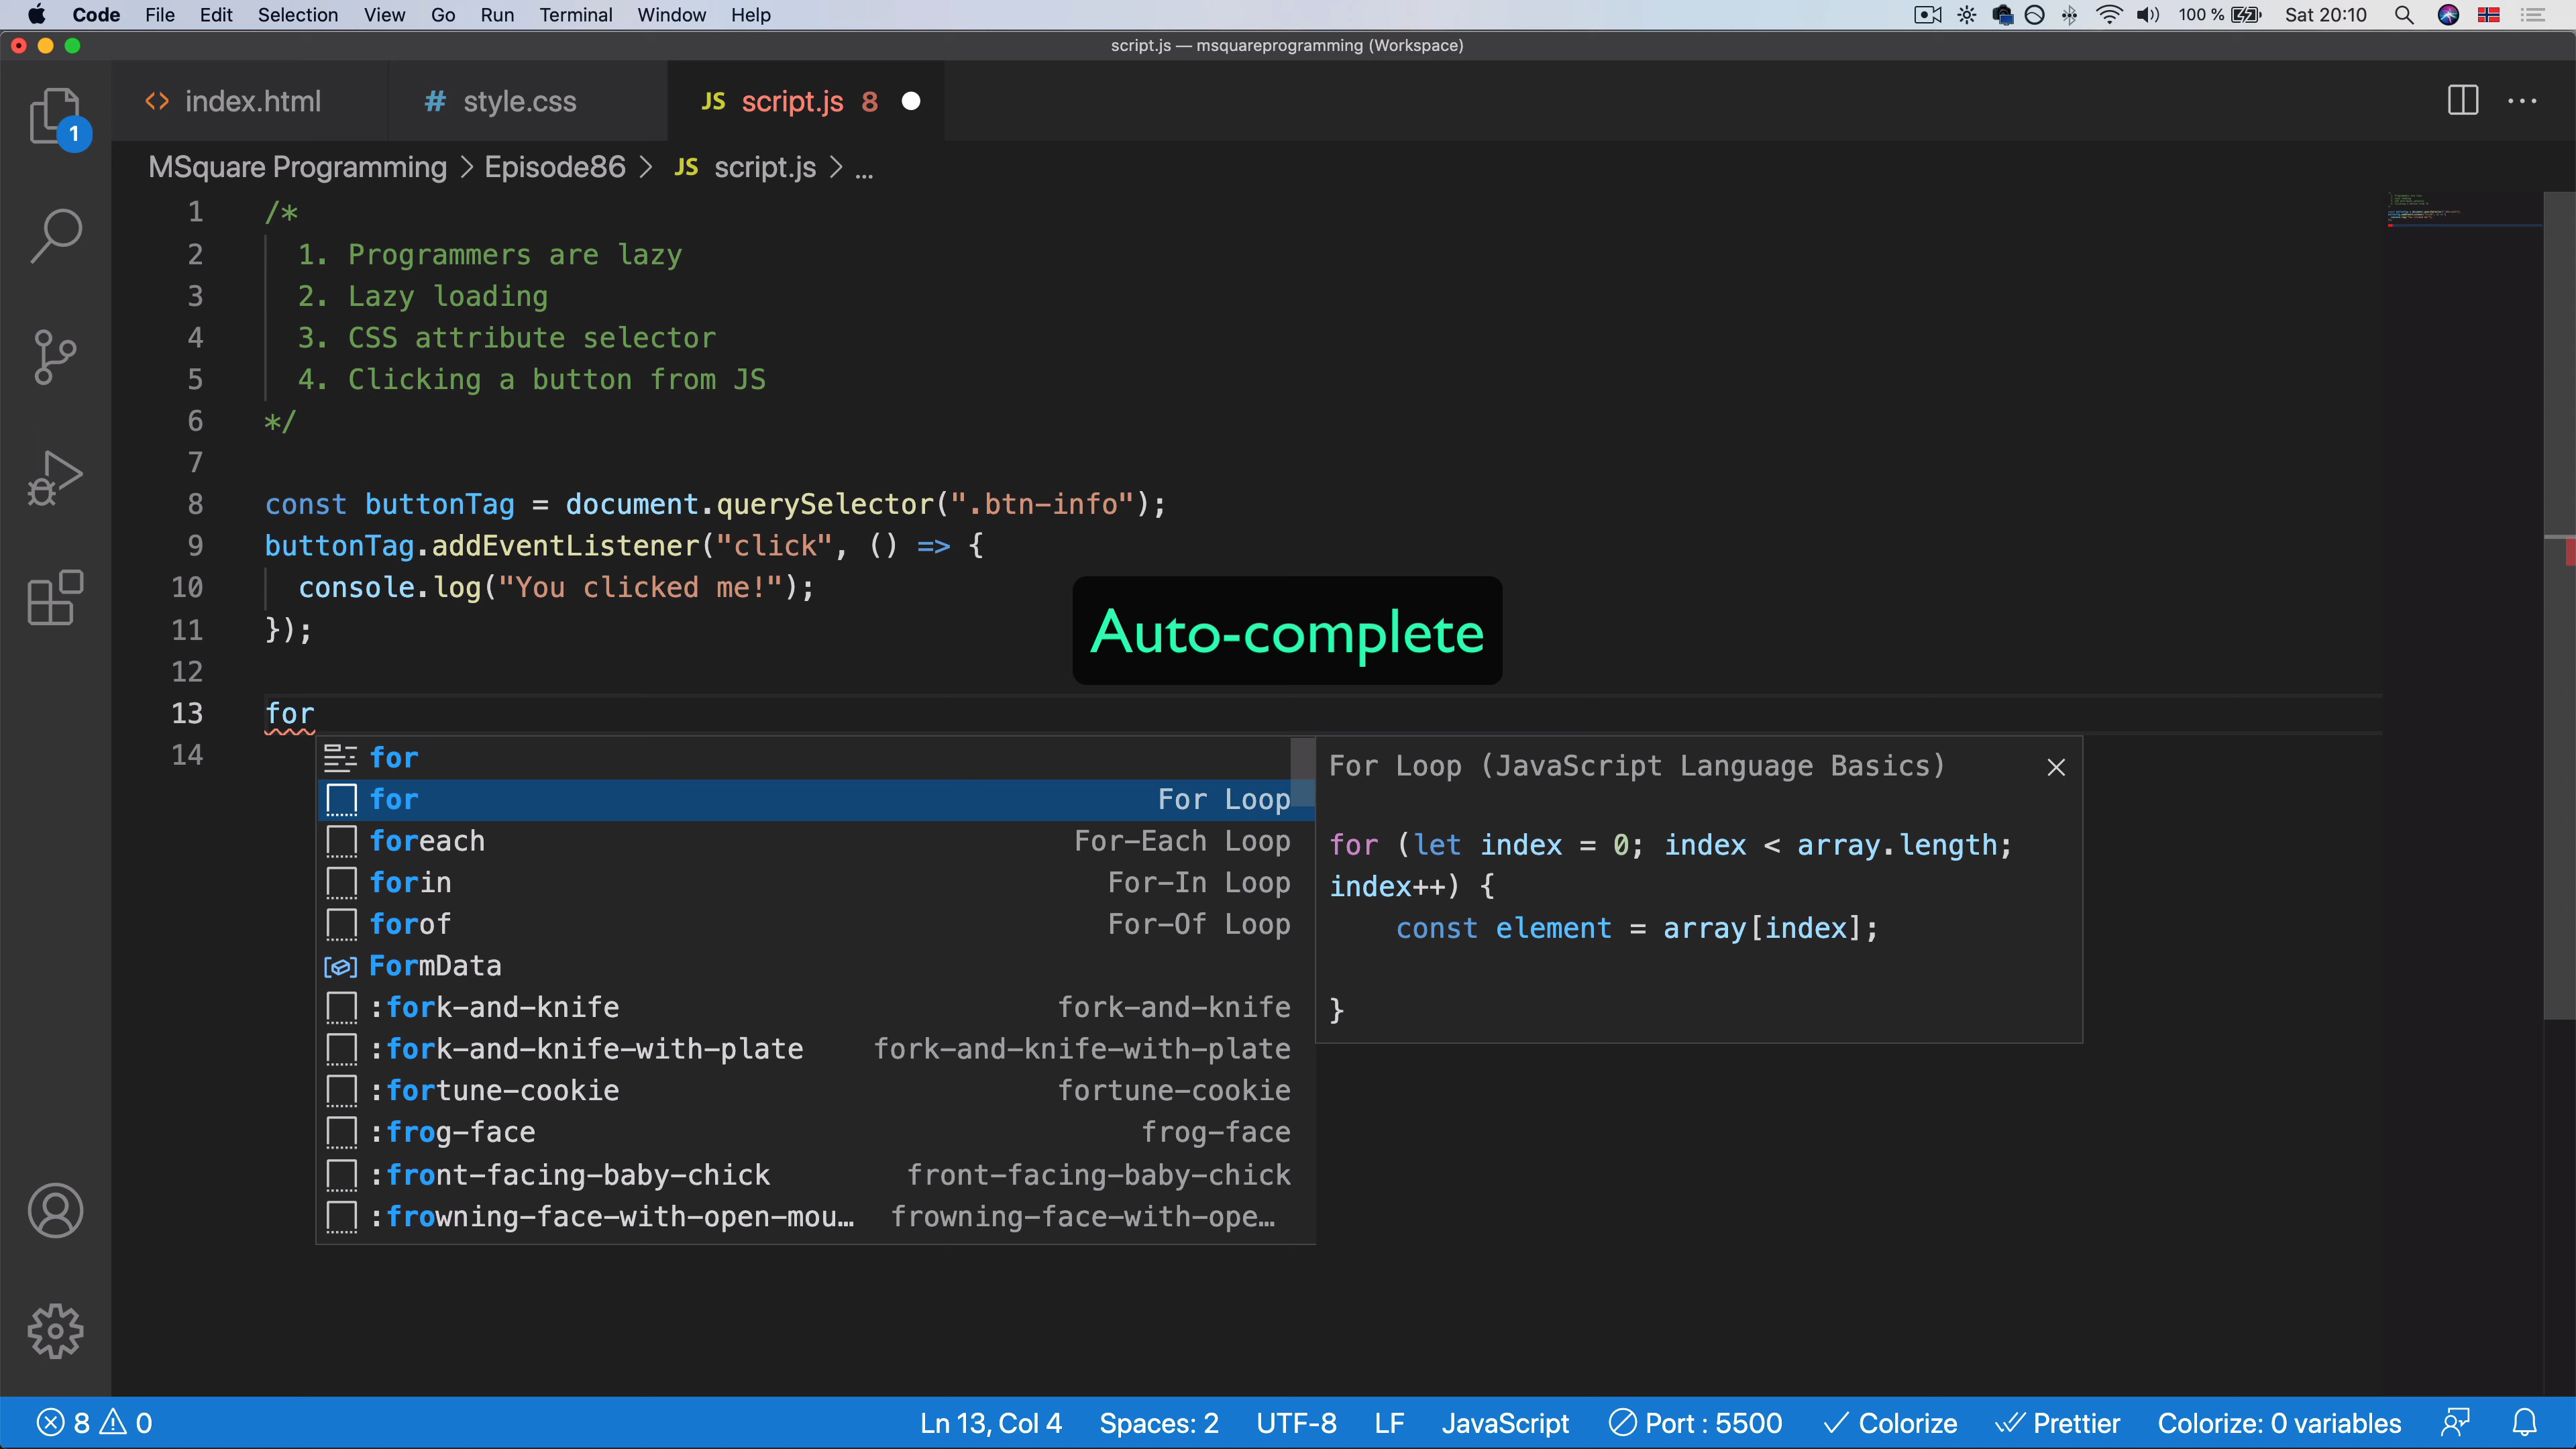 Code File Edit Selection View Go Run Terminal Window Help 100 % Sat 20:10
script.js — msquareprogramming (Workspace)
<> index.html # style.css JS script.js 8
1
MSquare Programming > Episode86 > JS script.js > ...
1 /*
2 1. Programmers are lazy
3 2. Lazy loading
4 3. CSS attribute selector
5 4. Clicking a button from JS
6 */
7
8 const buttonTag = document.querySelector(".btn-info");
9 buttonTag.addEventListener("click", () => {
10 console.log("You clicked me!");
11 });
Auto-complete
12
13 for
14
for
for For Loop
foreach For-Each Loop
forin For-In Loop
forof For-Of Loop
FormData
:fork-and-knife fork-and-knife
:fork-and-knife-with-plate fork-and-knife-with-plate
:fortune-cookie fortune-cookie
:frog-face frog-face
:front-facing-baby-chick front-facing-baby-chick
:frowning-face-with-open-mou… frowning-face-with-ope…
For Loop (JavaScript Language Basics)
for (let index = 0; index < array.length;
index++) {
const element = array[index];
}
8 0 Ln 13, Col 4 Spaces: 2 UTF-8 LF JavaScript Port : 5500 Colorize Prettier Colorize: 0 variables